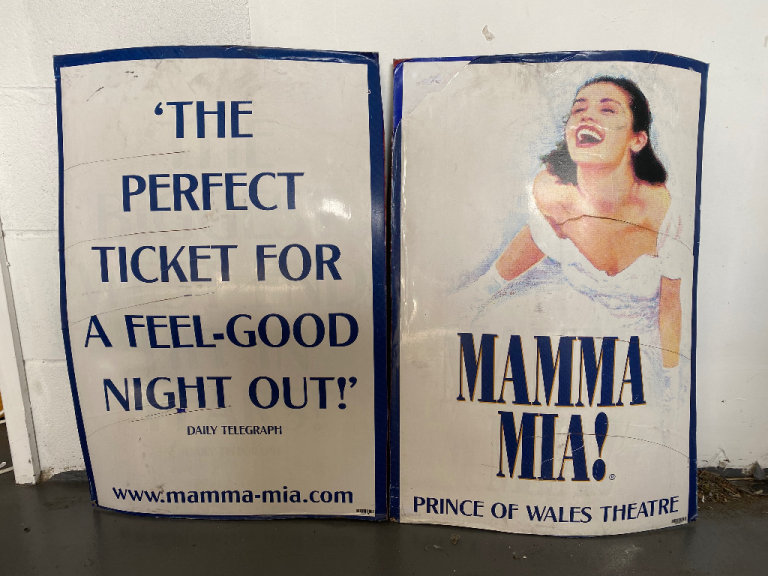 ‘THE
PERFECT
TICKET FOR
A FEEL-GOOD
NIGHT OUT!’
DAILY TELEGRAPH
www.mamma-mia.com
MAMMA
MIA!®
PRINCE OF WALES THEATRE